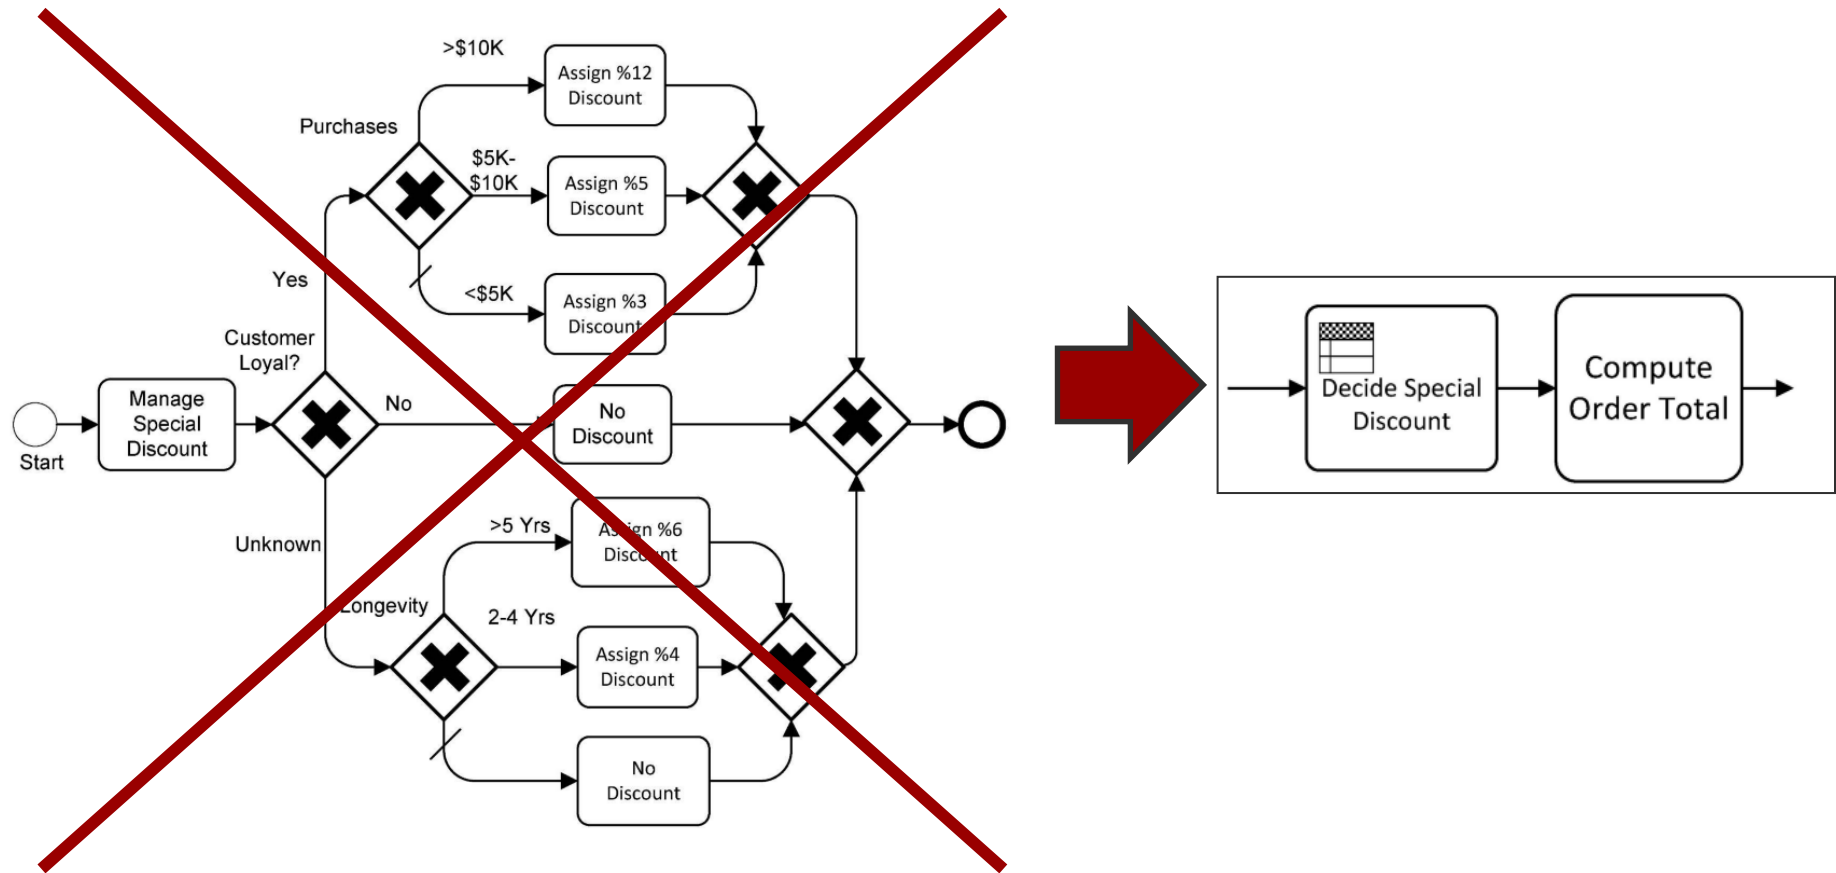 >$10K
Assign %12
Discount
Purchases
$5K-
$10K
Assign %5
Discount
Yes
<$5K
Assign %3
Discount
Customer
Loyal?
Manage
Special
Discount
Start
No
No
Discount
Unknown
>5 Yrs
Assign %6
Discount
Longevity
2-4 Yrs
Assign %4
Discount
No
Discount
Decide Special
Discount
Compute
Order Total